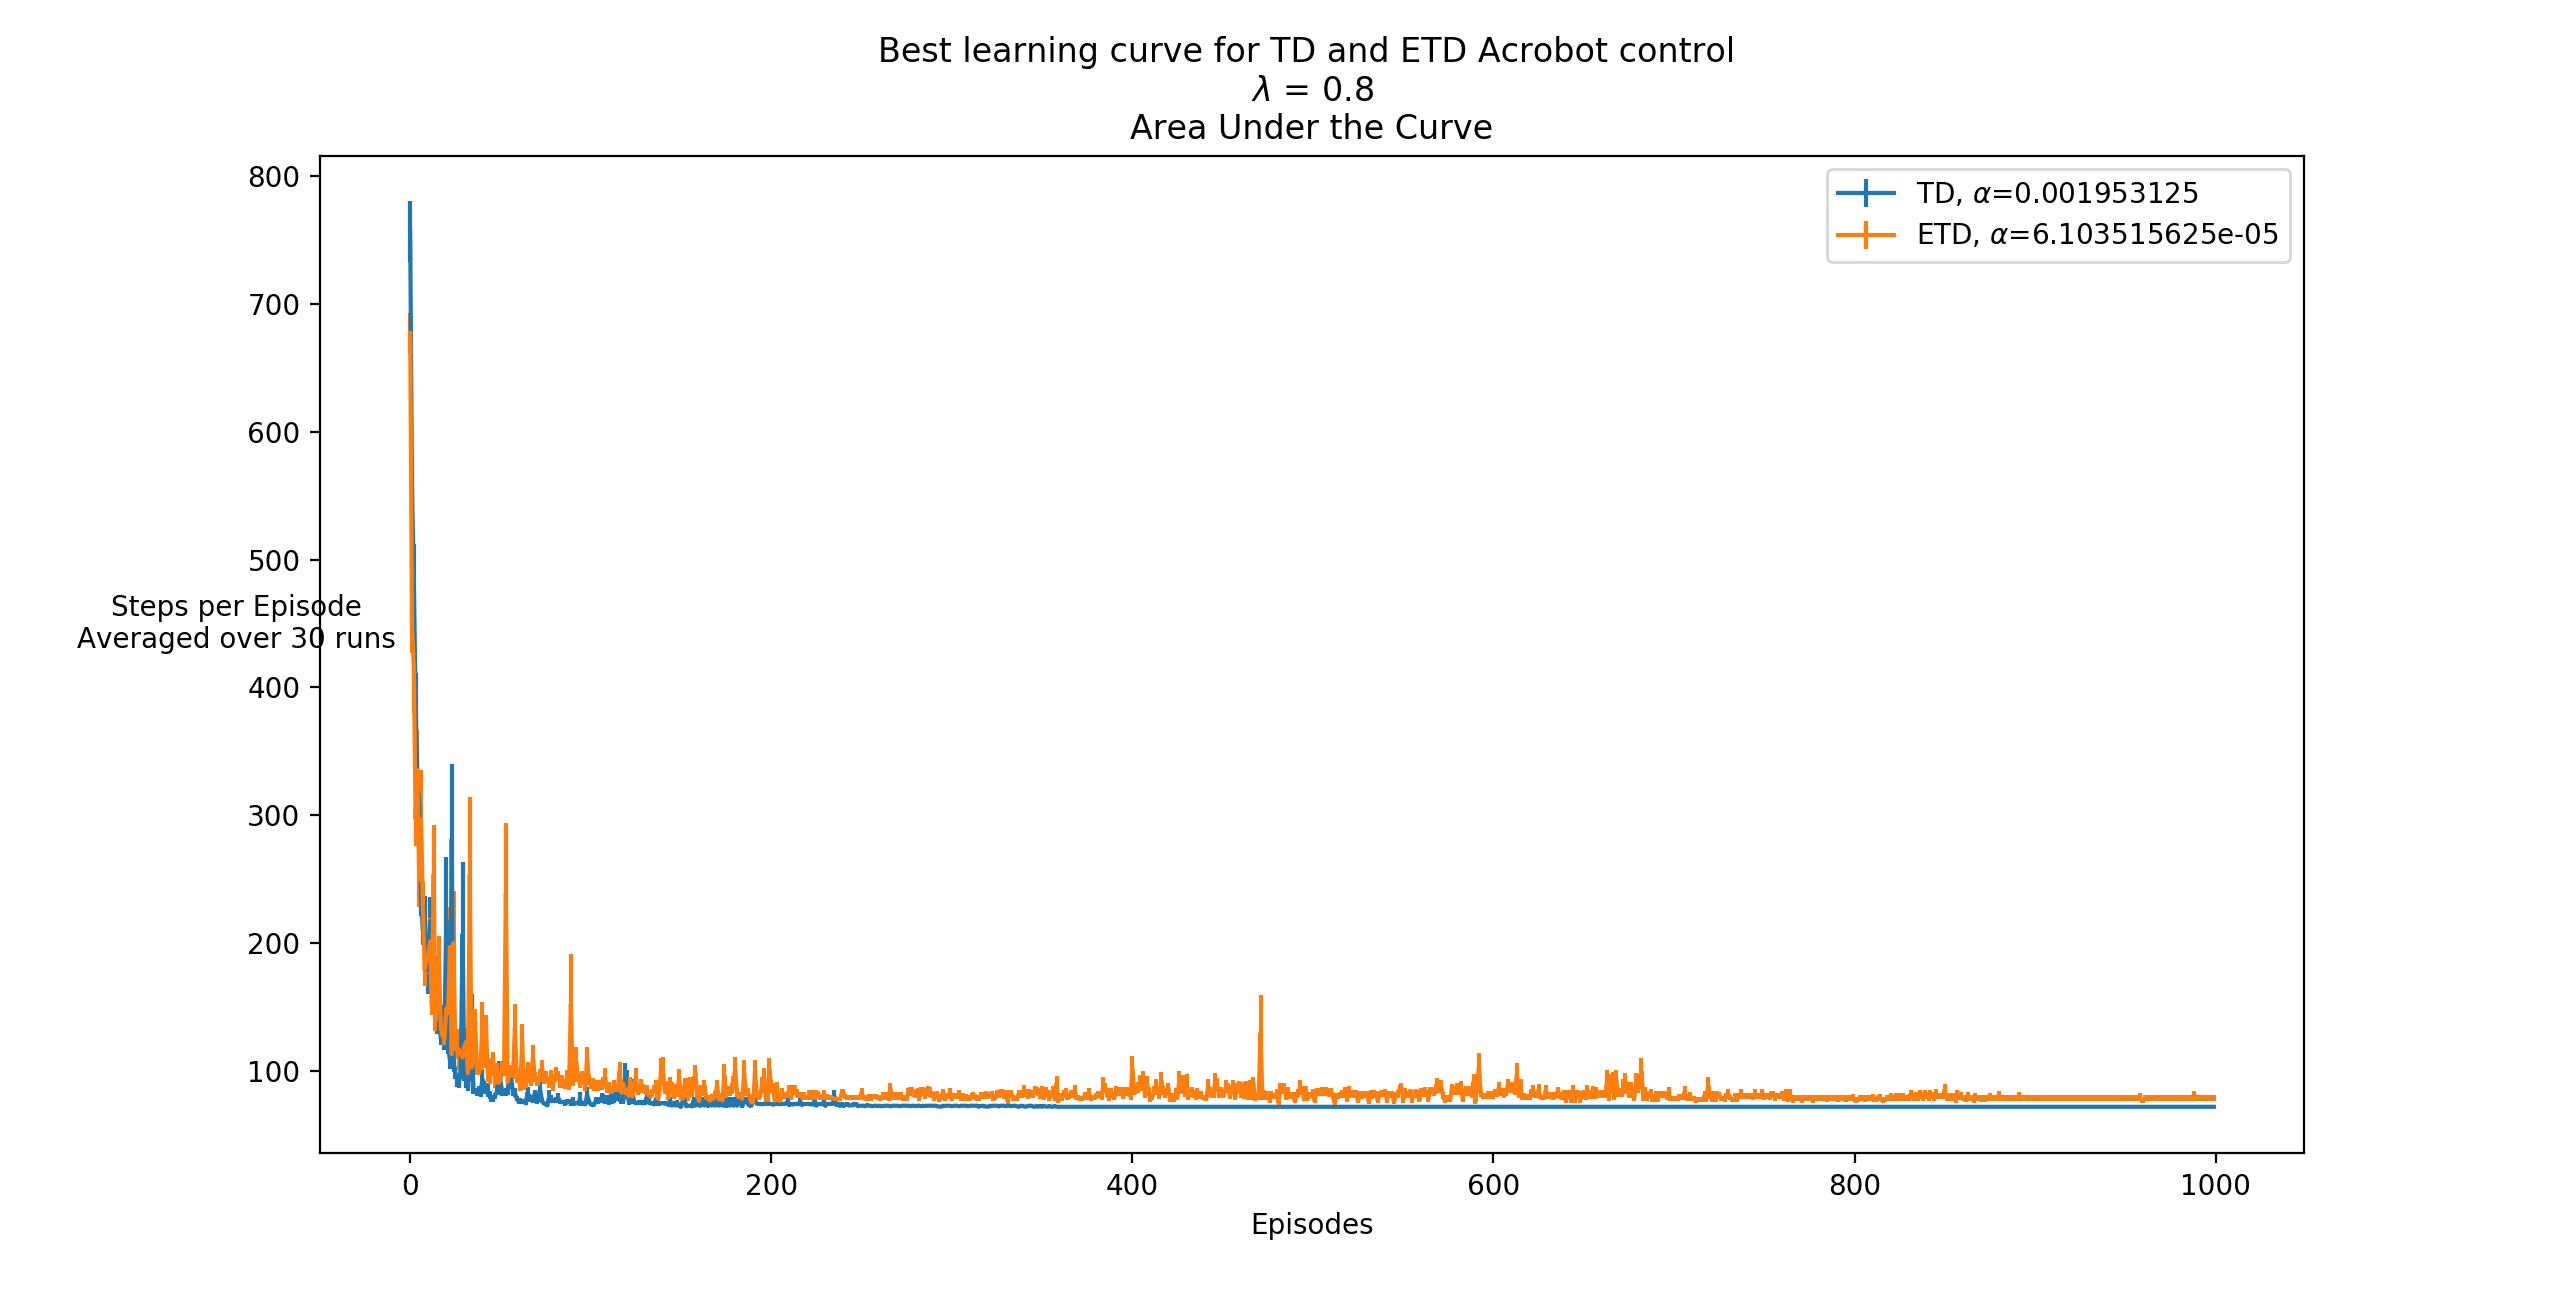 Best learning curve for TD and ETD Acrobot control
λ = 0.8
Area Under the Curve
TD, α=0.001953125
ETD, α=6.103515625e-05
800
700
600
500
400
300
200
100
Steps per Episode
Averaged over 30 runs
0 200 400 600 800 1000
Episodes